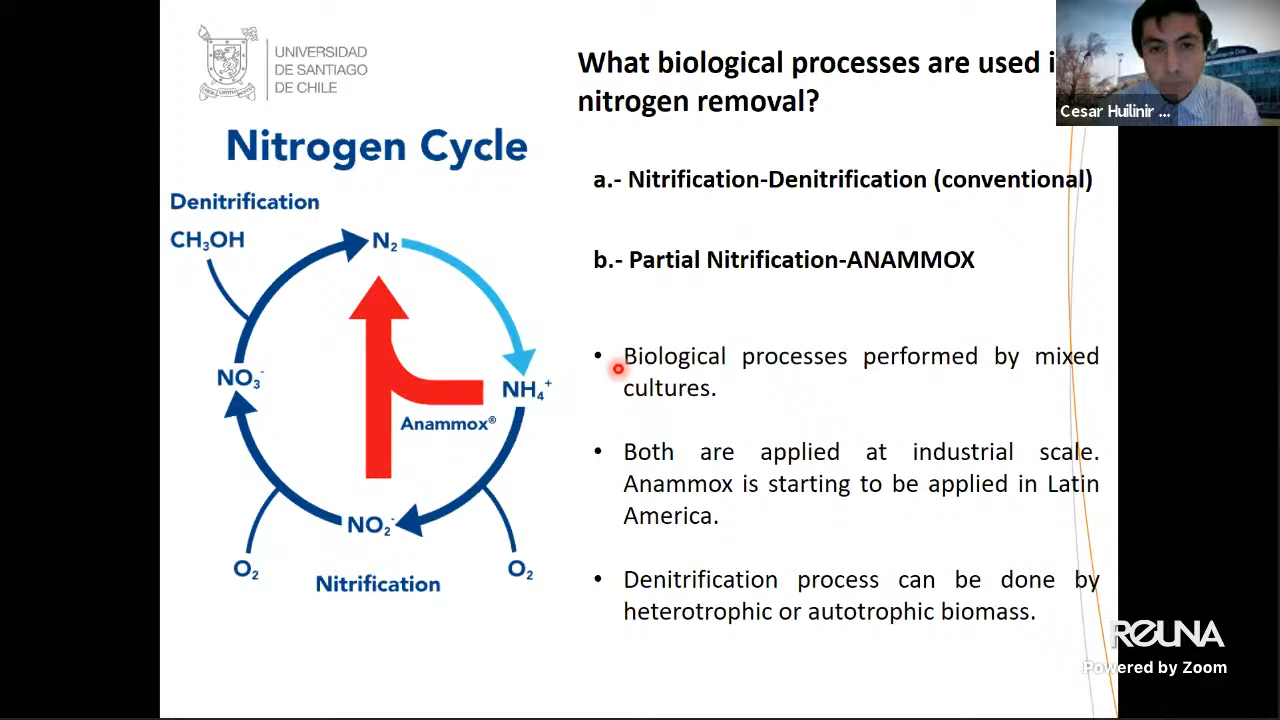 UNIVERSIDAD
DE SANTIAGO
DE CHILE
Nitrogen Cycle
Denitrification
CH₃OH
N₂
NO₃⁻
NH₄⁺
Anammox®
NO₂⁻
O₂
O₂
Nitrification
What biological processes are used i
nitrogen removal?
a.- Nitrification-Denitrification (conventional)
b.- Partial Nitrification-ANAMMOX
• Biological processes performed by mixed
cultures.
• Both are applied at industrial scale.
Anammox is starting to be applied in Latin
America.
• Denitrification process can be done by
heterotrophic or autotrophic biomass.
Cesar Huilinir ...
REUNA
Powered by Zoom